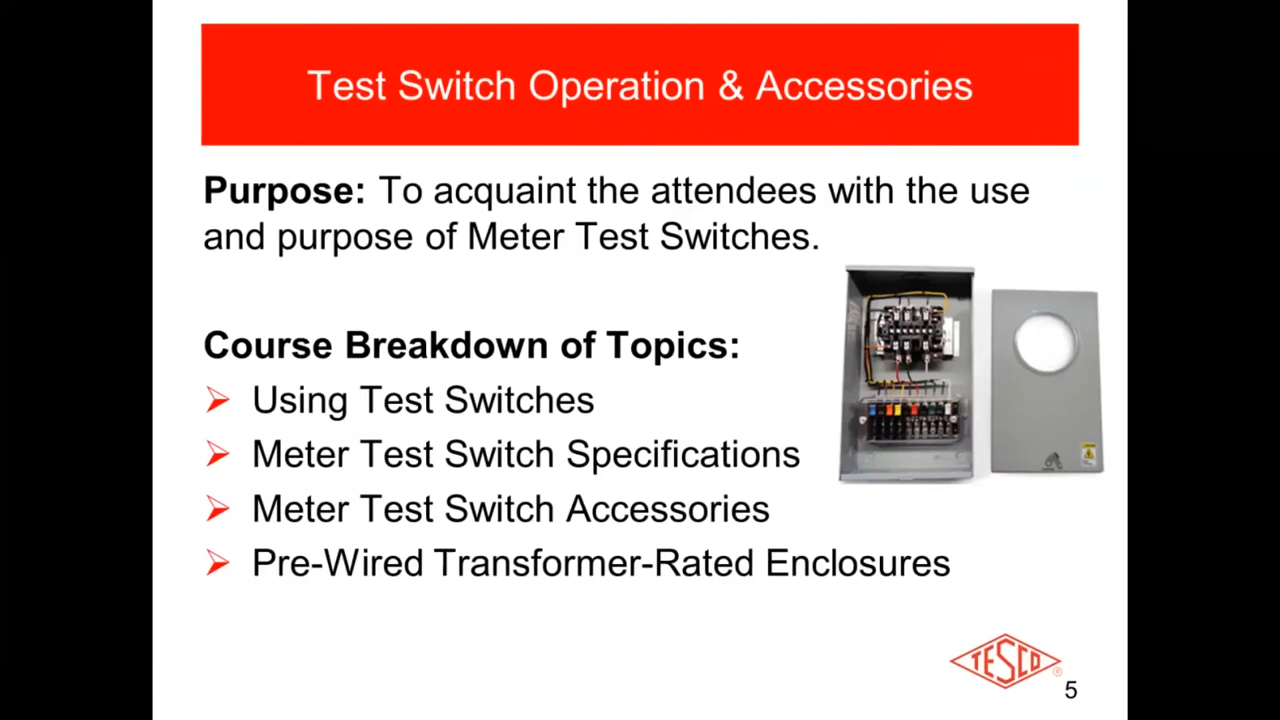 Test Switch Operation & Accessories
Purpose: To acquaint the attendees with the use
and purpose of Meter Test Switches.
Course Breakdown of Topics:
Using Test Switches
Meter Test Switch Specifications
Meter Test Switch Accessories
Pre-Wired Transformer-Rated Enclosures
TESCO
5